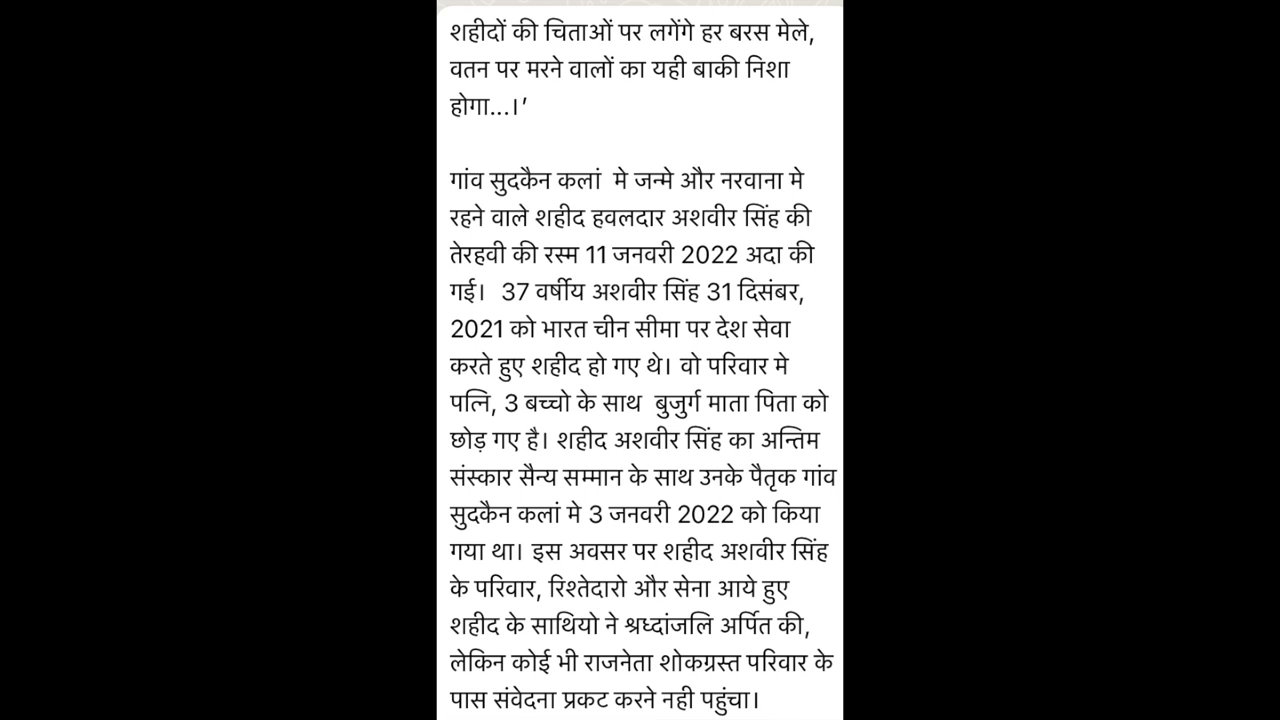 शहीदों की चिताओं पर लगेंगे हर बरस मेले,
वतन पर मरने वालों का यही बाकी निशा
होगा...।’
गांव सुदकैन कलां मे जन्मे और नरवाना मे
रहने वाले शहीद हवलदार अशवीर सिंह की
तेरहवी की रस्म 11 जनवरी 2022 अदा की
गई। 37 वर्षीय अशवीर सिंह 31 दिसंबर,
2021 को भारत चीन सीमा पर देश सेवा
करते हुए शहीद हो गए थे। वो परिवार मे
पत्नि, 3 बच्चो के साथ बुजुर्ग माता पिता को
छोड़ गए है। शहीद अशवीर सिंह का अन्तिम
संस्कार सैन्य सम्मान के साथ उनके पैतृक गांव
सुदकैन कलां मे 3 जनवरी 2022 को किया
गया था। इस अवसर पर शहीद अशवीर सिंह
के परिवार, रिश्तेदारो और सेना आये हुए
शहीद के साथियो ने श्रध्दांजलि अर्पित की,
लेकिन कोई भी राजनेता शोकग्रस्त परिवार के
पास संवेदना प्रकट करने नही पहुंचा।